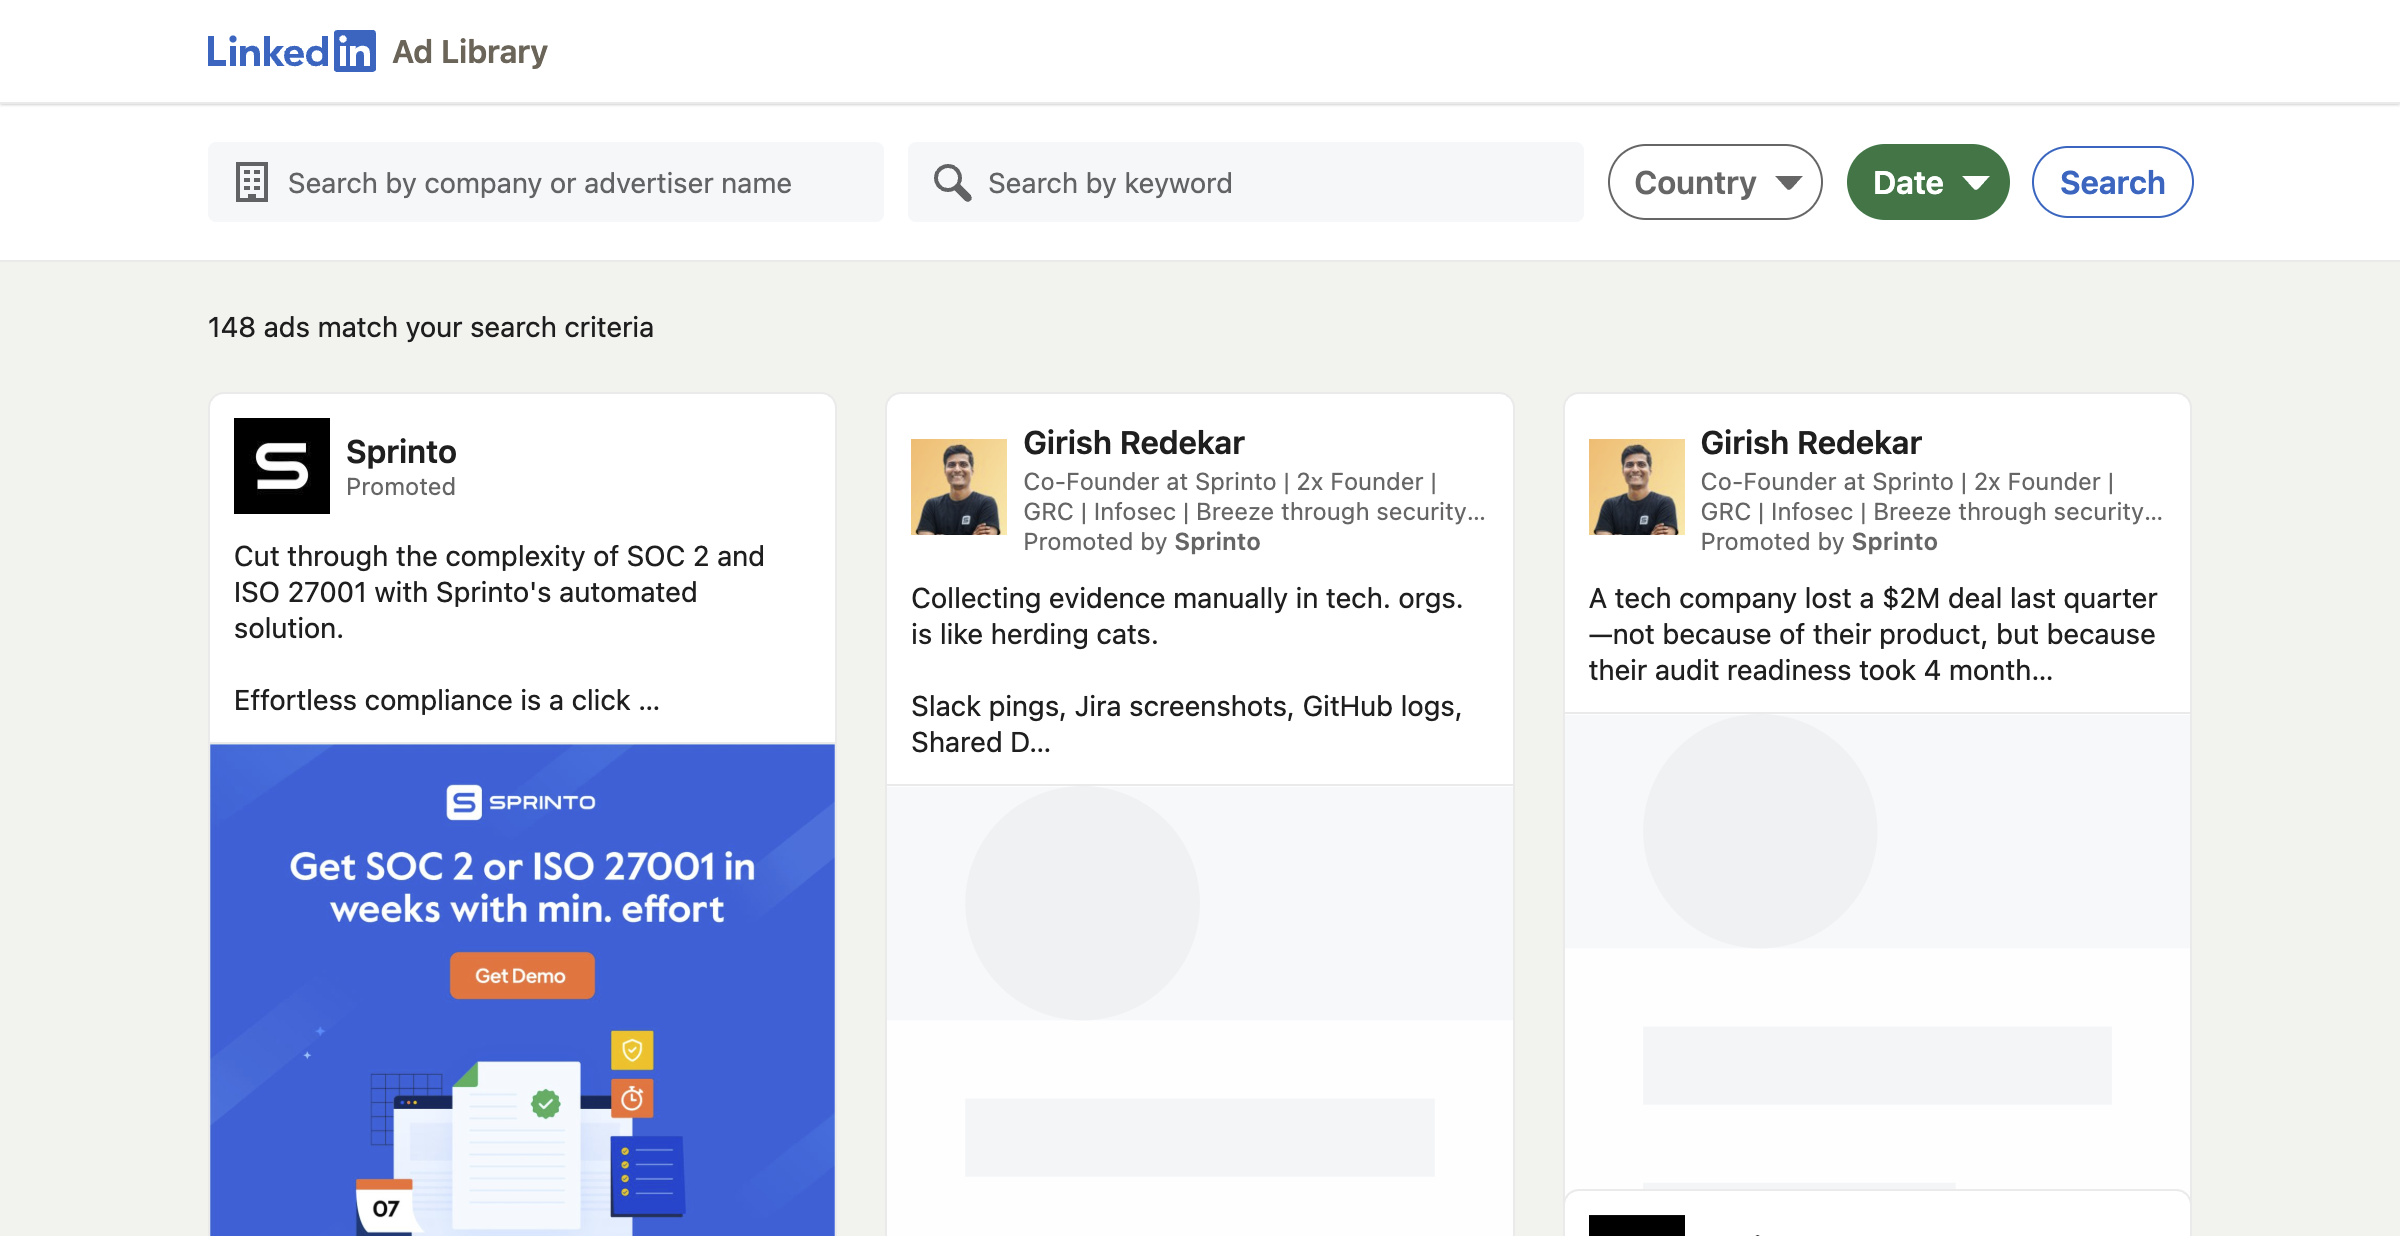 Linkedin Ad Library
Search by company or advertiser name
Search by keyword
Country
Date
Search
148 ads match your search criteria
Sprinto
Promoted
Cut through the complexity of SOC 2 and
ISO 27001 with Sprinto's automated
solution.
Effortless compliance is a click ...
SPRINTO
Get SOC 2 or ISO 27001 in
weeks with min. effort
Get Demo
07
Girish Redekar
Co-Founder at Sprinto | 2x Founder |
GRC | Infosec | Breeze through security...
Promoted by Sprinto
Collecting evidence manually in tech. orgs.
is like herding cats.
Slack pings, Jira screenshots, GitHub logs,
Shared D...
Girish Redekar
Co-Founder at Sprinto | 2x Founder |
GRC | Infosec | Breeze through security...
Promoted by Sprinto
A tech company lost a $2M deal last quarter
—not because of their product, but because
their audit readiness took 4 month...